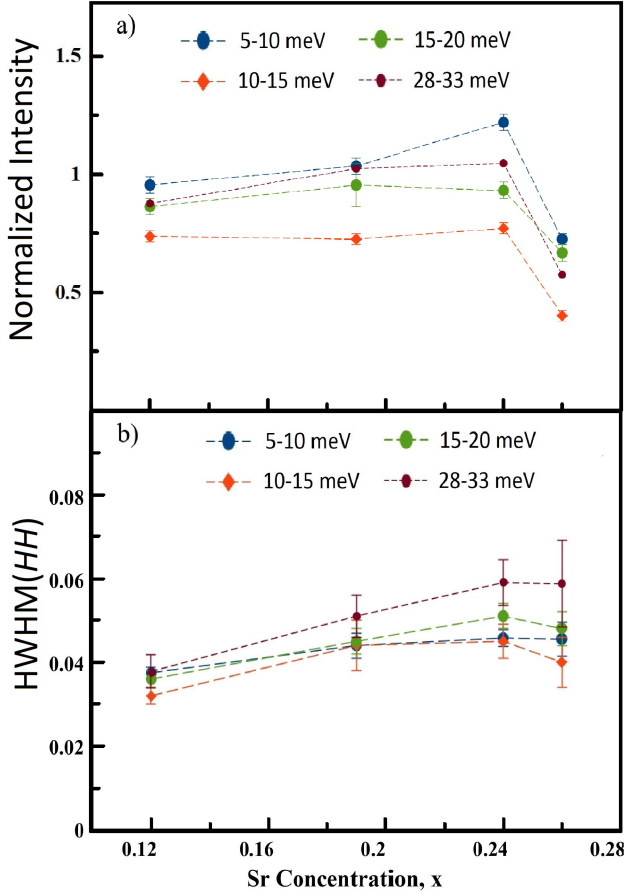 a)
5-10 meV
15-20 meV
10-15 meV
28-33 meV
1.5
1
0.5
Normalized Intensity
b)
5-10 meV
15-20 meV
10-15 meV
28-33 meV
0.08
0.06
0.04
0.02
0
HWHM(HH)
0.12
0.16
0.2
0.24
0.28
Sr Concentration, x